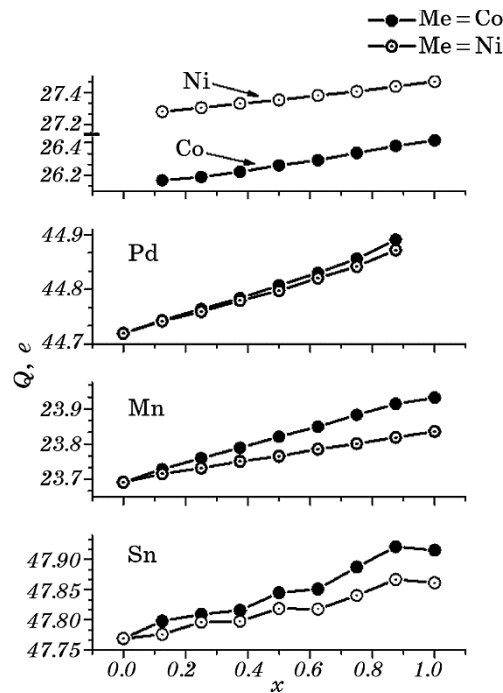 Me = Co
Me = Ni
27.4
27.2
26.4
26.2
Ni
Co
44.9
44.8
44.7
Pd
Q, e
23.9
23.8
23.7
Mn
47.90
47.85
47.80
47.75
Sn
0.0 0.2 0.4 0.6 0.8 1.0
x